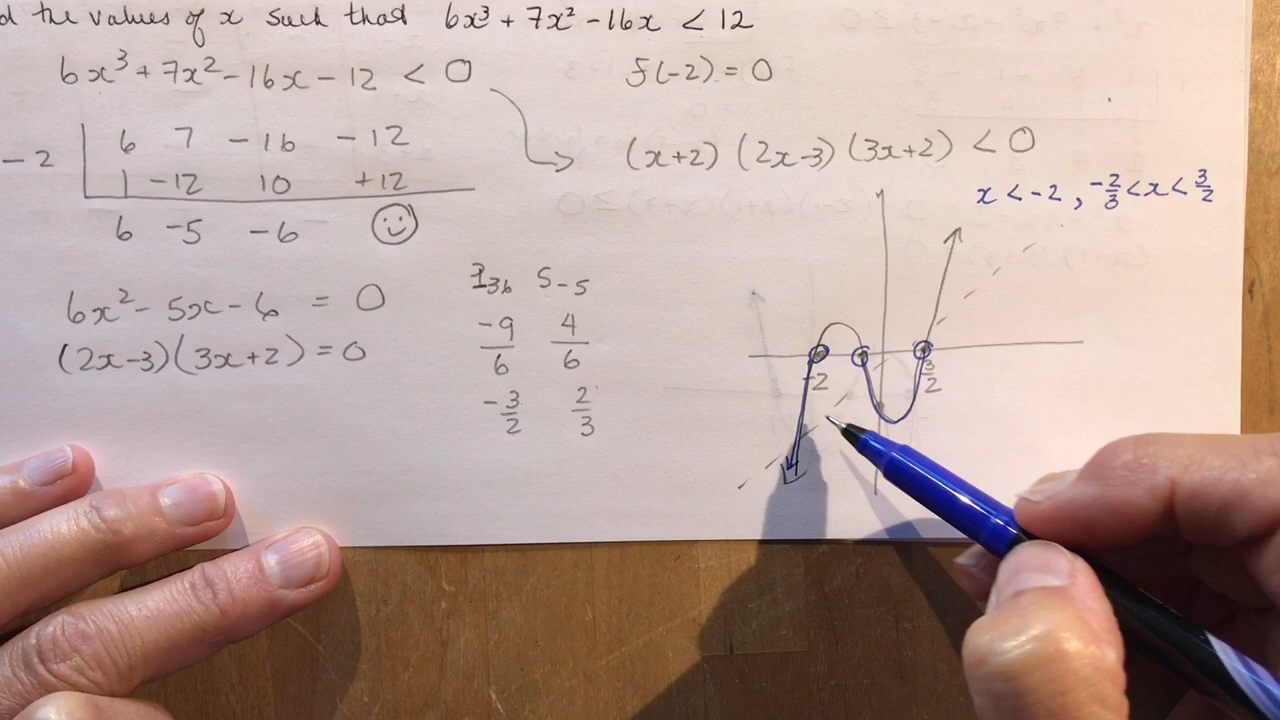 the values of x such that 6x³ + 7x² - 16x < 12
6x³ + 7x² - 16x - 12 < 0
f(-2) = 0
-2 | 6 7 -16 -12
-12 10 +12
6 -5 -6
(x+2) (2x-3) (3x+2) < 0
x < -2 , -2/3 < x < 3/2
6x² - 5x - 6 = 0
(2x-3)(3x+2) = 0
S -5
-9/6 4/6
-3/2 2/3
-2 3/2